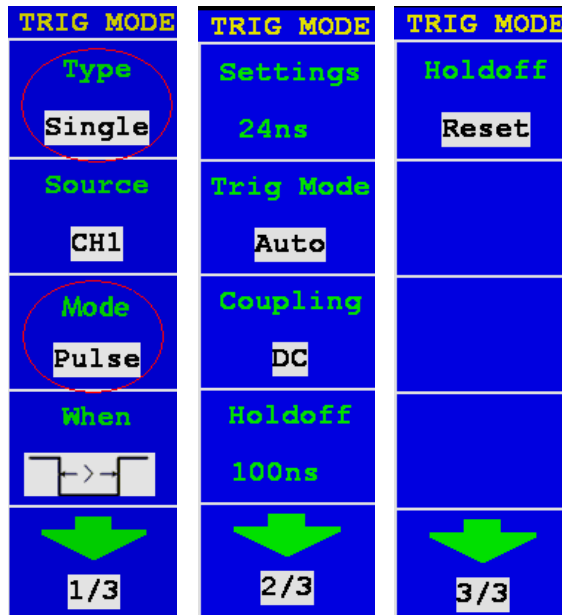 TRIG MODE
Type
Single
Source
CH1
Mode
Pulse
When
>
1/3
TRIG MODE
Settings
24ns
Trig Mode
Auto
Coupling
DC
Holdoff
100ns
2/3
TRIG MODE
Holdoff
Reset
3/3